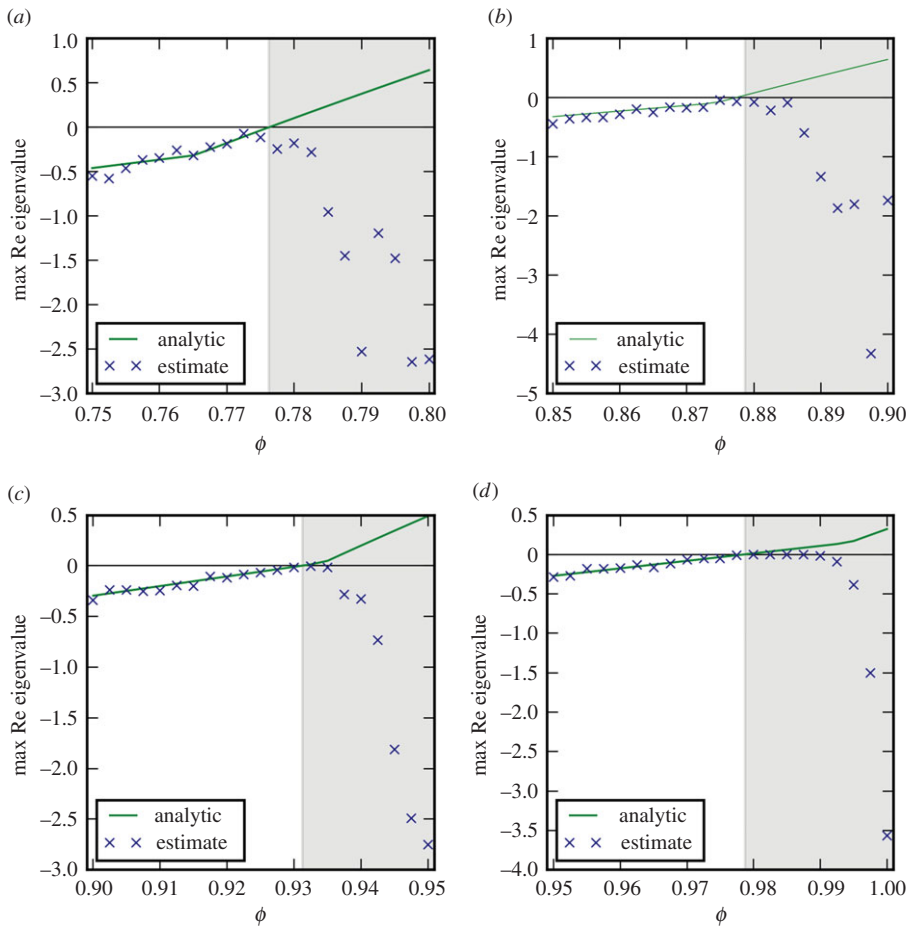 (a)
1.0
0.5
0
–0.5
–1.0
–1.5
–2.0
–2.5
–3.0
max Re eigenvalue
analytic
estimate
0.75 0.76 0.77 0.78 0.79 0.80
ϕ
(b)
1
0
–1
–2
–3
–4
–5
max Re eigenvalue
analytic
estimate
0.85 0.86 0.87 0.88 0.89 0.90
ϕ
(c)
0.5
0
–0.5
–1.0
–1.5
–2.0
–2.5
–3.0
max Re eigenvalue
analytic
estimate
0.90 0.91 0.92 0.93 0.94 0.95
ϕ
(d)
0.5
0
–0.5
–1.0
–1.5
–2.0
–2.5
–3.0
–3.5
–4.0
max Re eigenvalue
analytic
estimate
0.95 0.96 0.97 0.98 0.99 1.00
ϕ